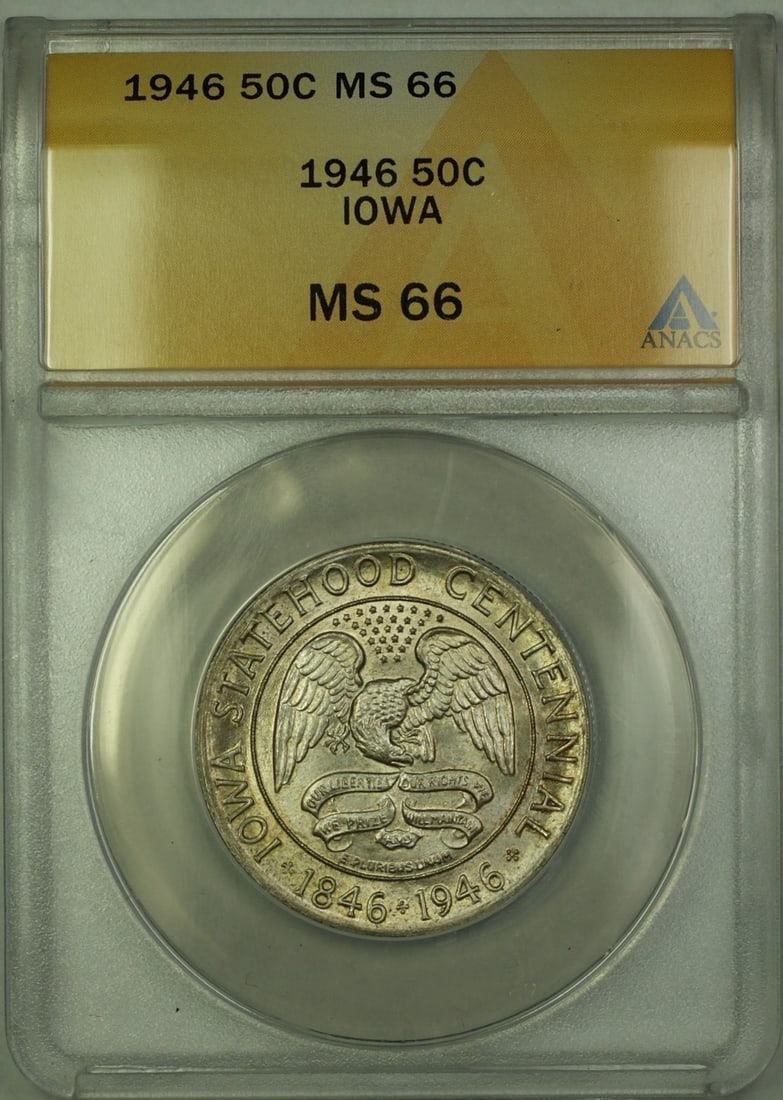 1946 50C MS 66
1946 50C
IOWA
MS 66
ANACS
IOWA STATEHOOD CENTENNIAL
OUR LIBERTIES OUR RIGHTS WE
WE PRIZE WILL MAINTAIN
E PLURIBUS UNUM
1846 1946